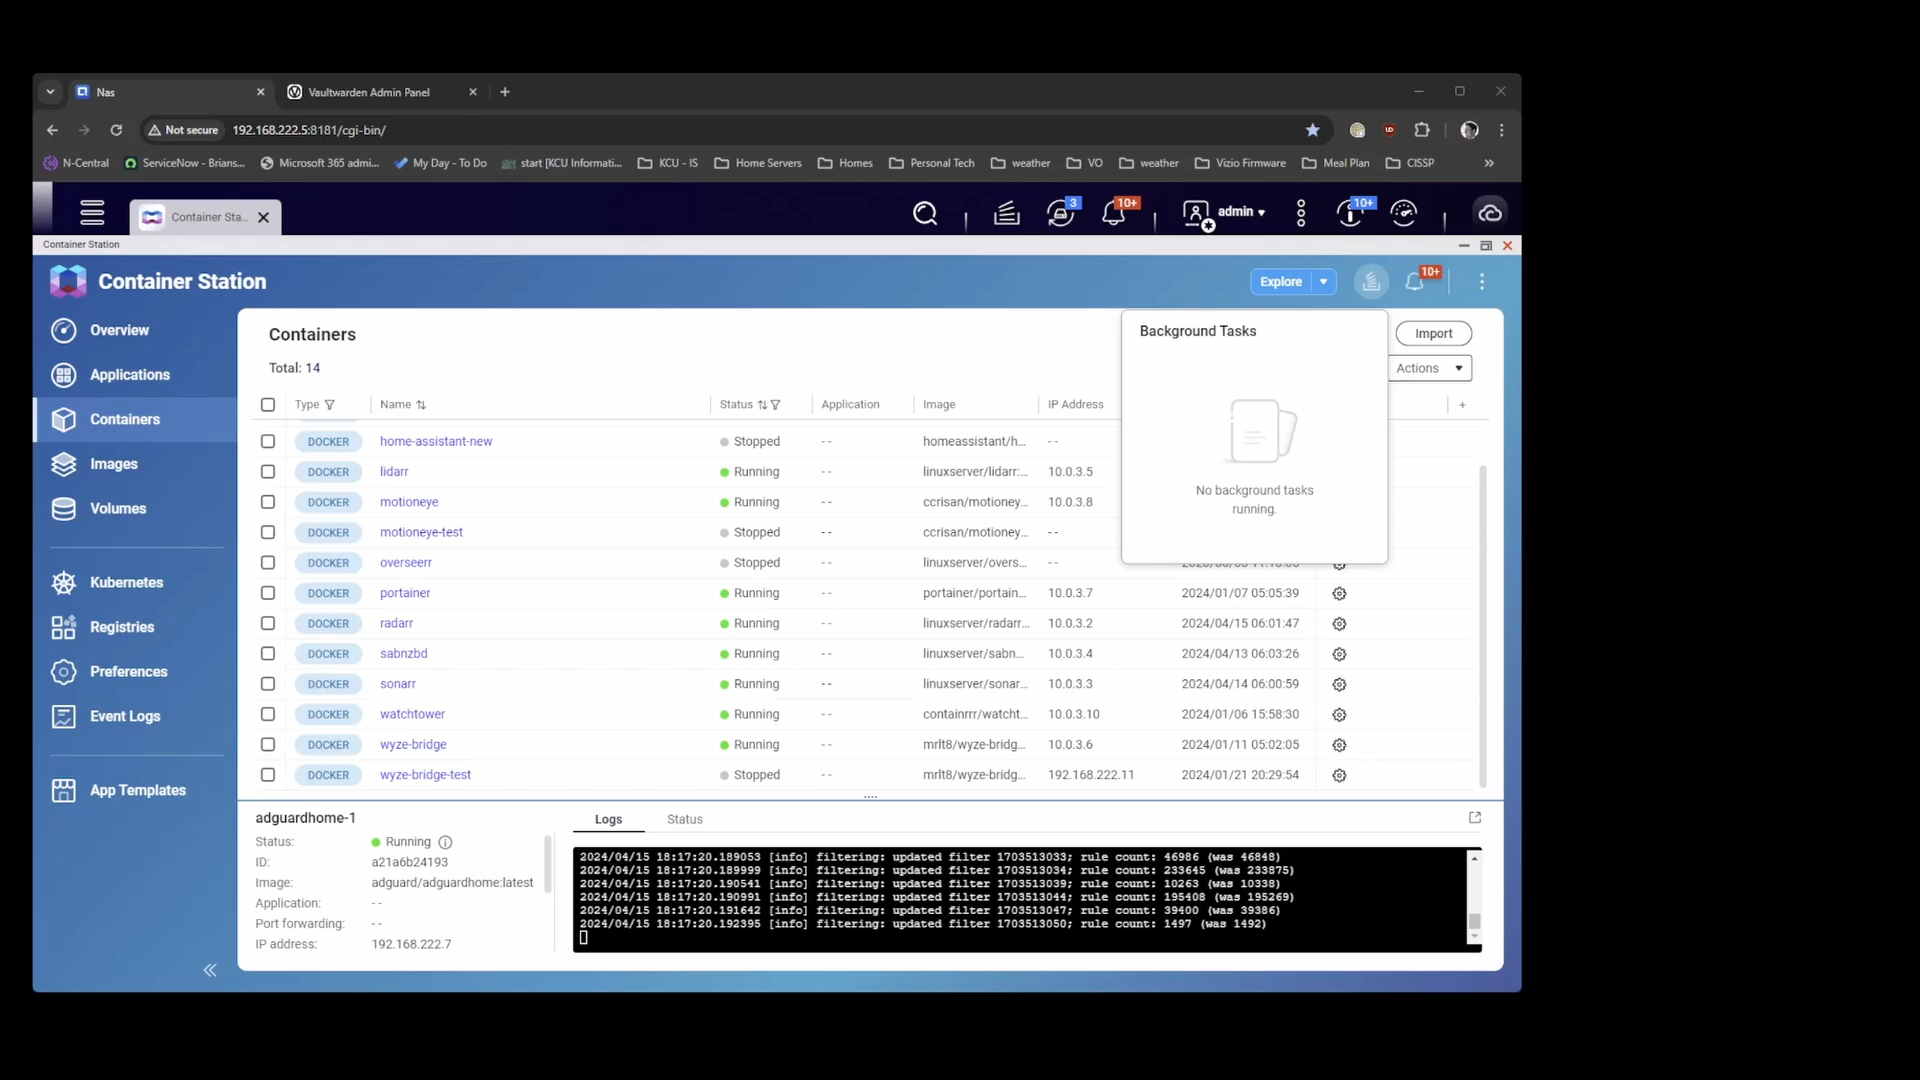 Nas
Vaultwarden Admin Panel
Not secure 192.168.222.5:8181/cgi-bin/
N-Central ServiceNow - Brians... Microsoft 365 admi... My Day - To Do start [KCU Informati... KCU - IS Home Servers Homes Personal Tech weather VO weather Vizio Firmware Meal Plan CISSP
Container Sta... 3 10+ admin 10+
Container Station
Container Station
Explore 10+
Overview
Applications
Containers
Images
Volumes
Kubernetes
Registries
Preferences
Event Logs
App Templates
Containers
Import
Total: 14
Actions
Type Name Status Application Image IP Address +
DOCKER home-assistant-new Stopped -- homeassistant/h... --
DOCKER lidarr Running -- linuxserver/lidarr:... 10.0.3.5
DOCKER motioneye Running -- ccrisan/motioney... 10.0.3.8
DOCKER motioneye-test Stopped -- ccrisan/motioney... --
DOCKER overseerr Stopped -- linuxserver/overs... --
DOCKER portainer Running -- portainer/portain... 10.0.3.7 2024/01/07 05:05:39
DOCKER radarr Running -- linuxserver/radarr... 10.0.3.2 2024/04/15 06:01:47
DOCKER sabnzbd Running -- linuxserver/sabn... 10.0.3.4 2024/04/13 06:03:26
DOCKER sonarr Running -- linuxserver/sonar... 10.0.3.3 2024/04/14 06:00:59
DOCKER watchtower Running -- containrrr/watcht... 10.0.3.10 2024/01/06 15:58:30
DOCKER wyze-bridge Running -- mrlt8/wyze-bridg... 10.0.3.6 2024/01/11 05:02:05
DOCKER wyze-bridge-test Stopped -- mrlt8/wyze-bridg... 192.168.222.11 2024/01/21 20:29:54
Background Tasks
No background tasks
running.
adguardhome-1
Status: Running
ID: a21a6b24193
Image: adguard/adguardhome:latest
Application: --
Port forwarding: --
IP address: 192.168.222.7
Logs Status
2024/04/15 18:17:20.189053 [info] filtering: updated filter 1703513033; rule count: 46986 (was 46848)
2024/04/15 18:17:20.189999 [info] filtering: updated filter 1703513034; rule count: 233645 (was 233875)
2024/04/15 18:17:20.190541 [info] filtering: updated filter 1703513039; rule count: 10263 (was 10338)
2024/04/15 18:17:20.190991 [info] filtering: updated filter 1703513044; rule count: 195408 (was 195269)
2024/04/15 18:17:20.191642 [info] filtering: updated filter 1703513047; rule count: 39400 (was 39386)
2024/04/15 18:17:20.192395 [info] filtering: updated filter 1703513050; rule count: 1497 (was 1492)